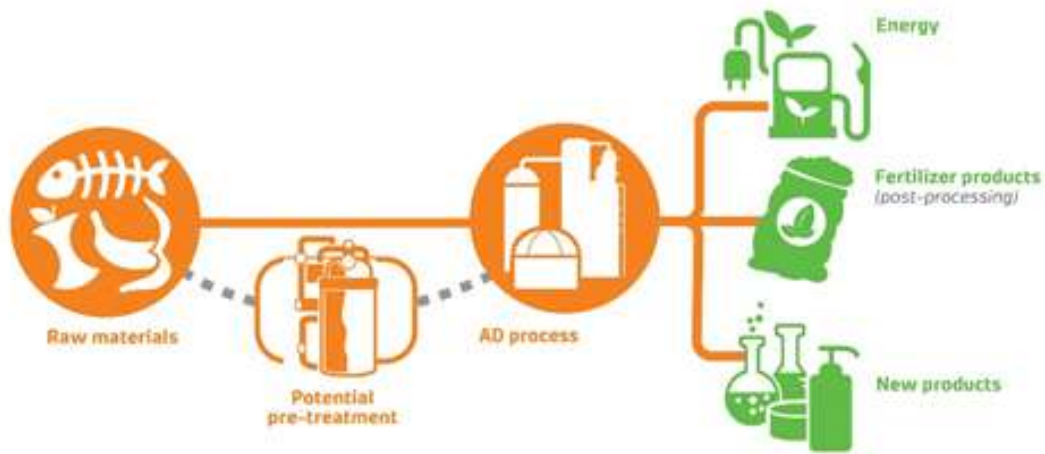 Energy
Fertilizer products
(post-processing)
Raw materials
AD process
Potential
pre-treatment
New products